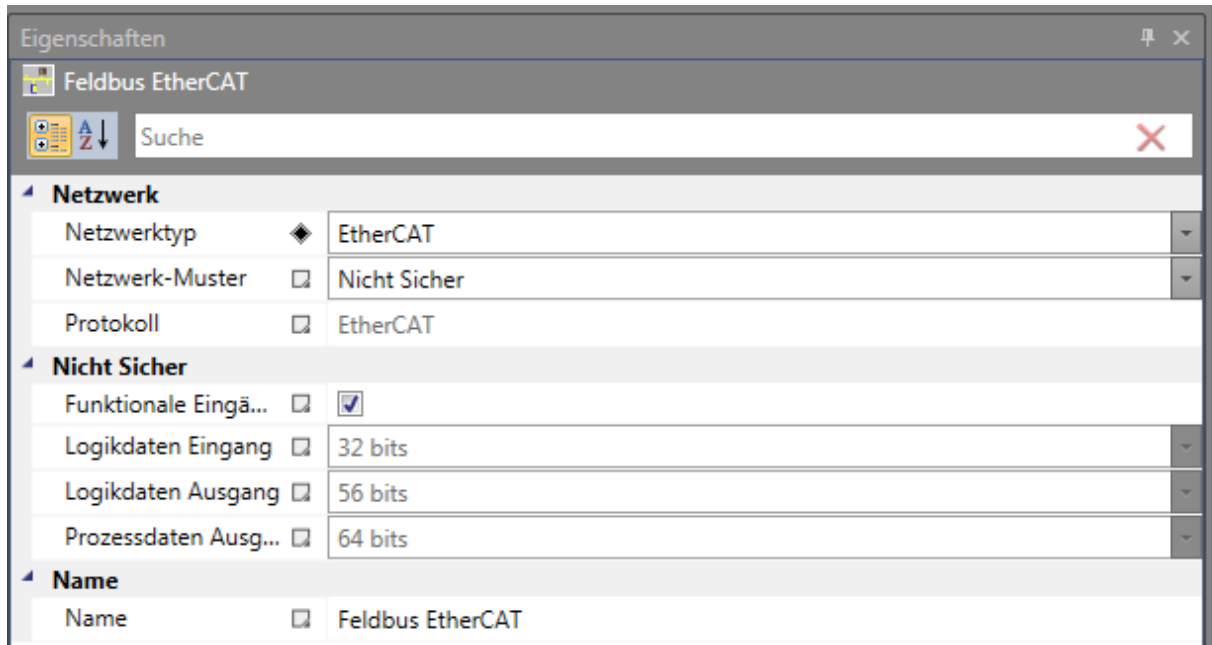 Eigenschaften
Feldbus EtherCAT
Suche
Netzwerk
Netzwerktyp EtherCAT
Netzwerk-Muster Nicht Sicher
Protokoll EtherCAT
Nicht Sicher
Funktionale Eingä...
Logikdaten Eingang 32 bits
Logikdaten Ausgang 56 bits
Prozessdaten Ausg... 64 bits
Name
Name Feldbus EtherCAT